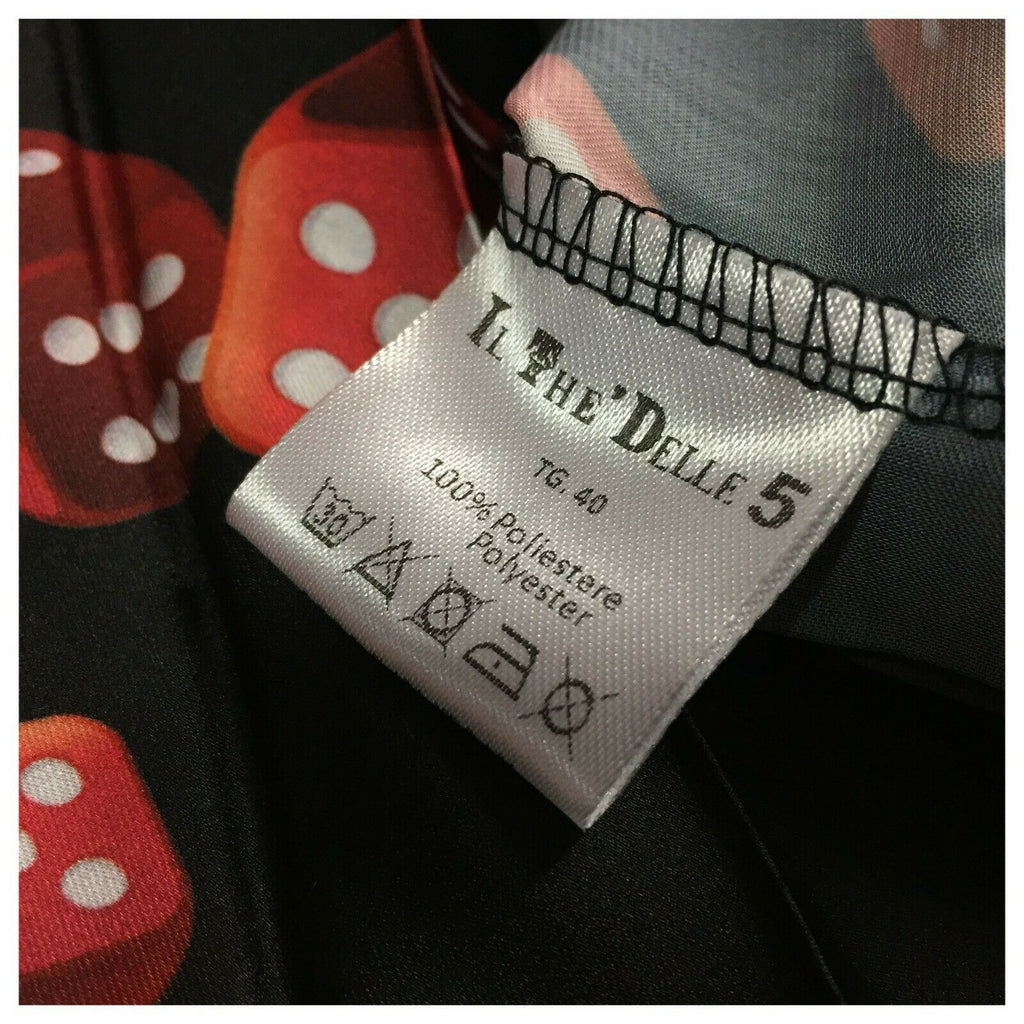 Il The' Delle 5
TG. 40
100% Poliestere
Polyester
30